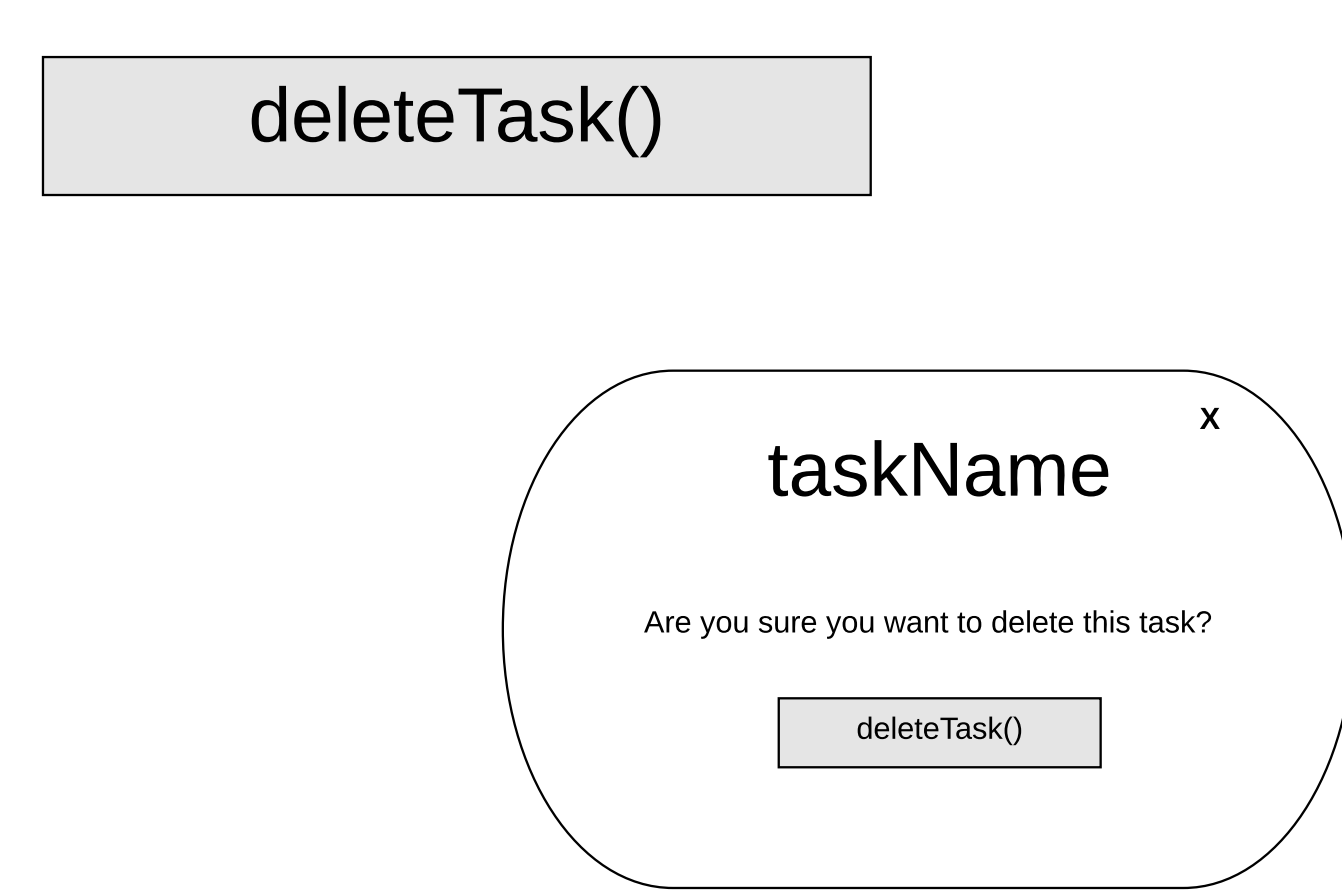 deleteTask()
X
taskName
Are you sure you want to delete this task?
deleteTask()